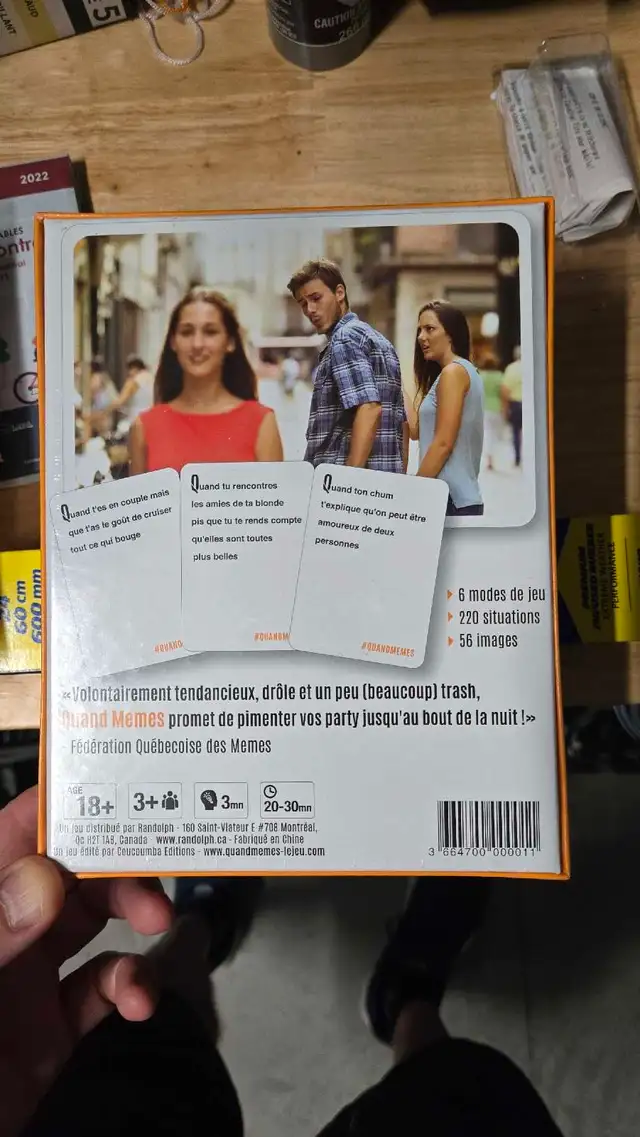 5
CAUTION
2022
Quand t'es en couple mais
que t'as le goût de cruiser
tout ce qui bouge
#QUAND
Quand tu rencontres
les amies de ta blonde
pis que tu te rends compte
qu'elles sont toutes
plus belles
#QUANDM
Quand ton chum
t'explique qu'on peut être
amoureux de deux
personnes
#QUANDMEMES
6 modes de jeu
220 situations
56 images
60 cm
600 mm
PERFORMANCE
«Volontairement tendancieux, drôle et un peu (beaucoup) trash,
Quand Memes promet de pimenter vos party jusqu'au bout de la nuit !»
- Fédération Québecoise des Memes
AGE
18+
3+
3mn
20-30mn
Un jeu distribué par Randolph - 160 Saint-Viateur E #708 Montréal,
Qc H2T 1A8, Canada www.randolph.ca - Fabriqué en Chine
Un jeu édité par Coucoumba Editions - www.quandmemes-lejeu.com
3 664700 000011